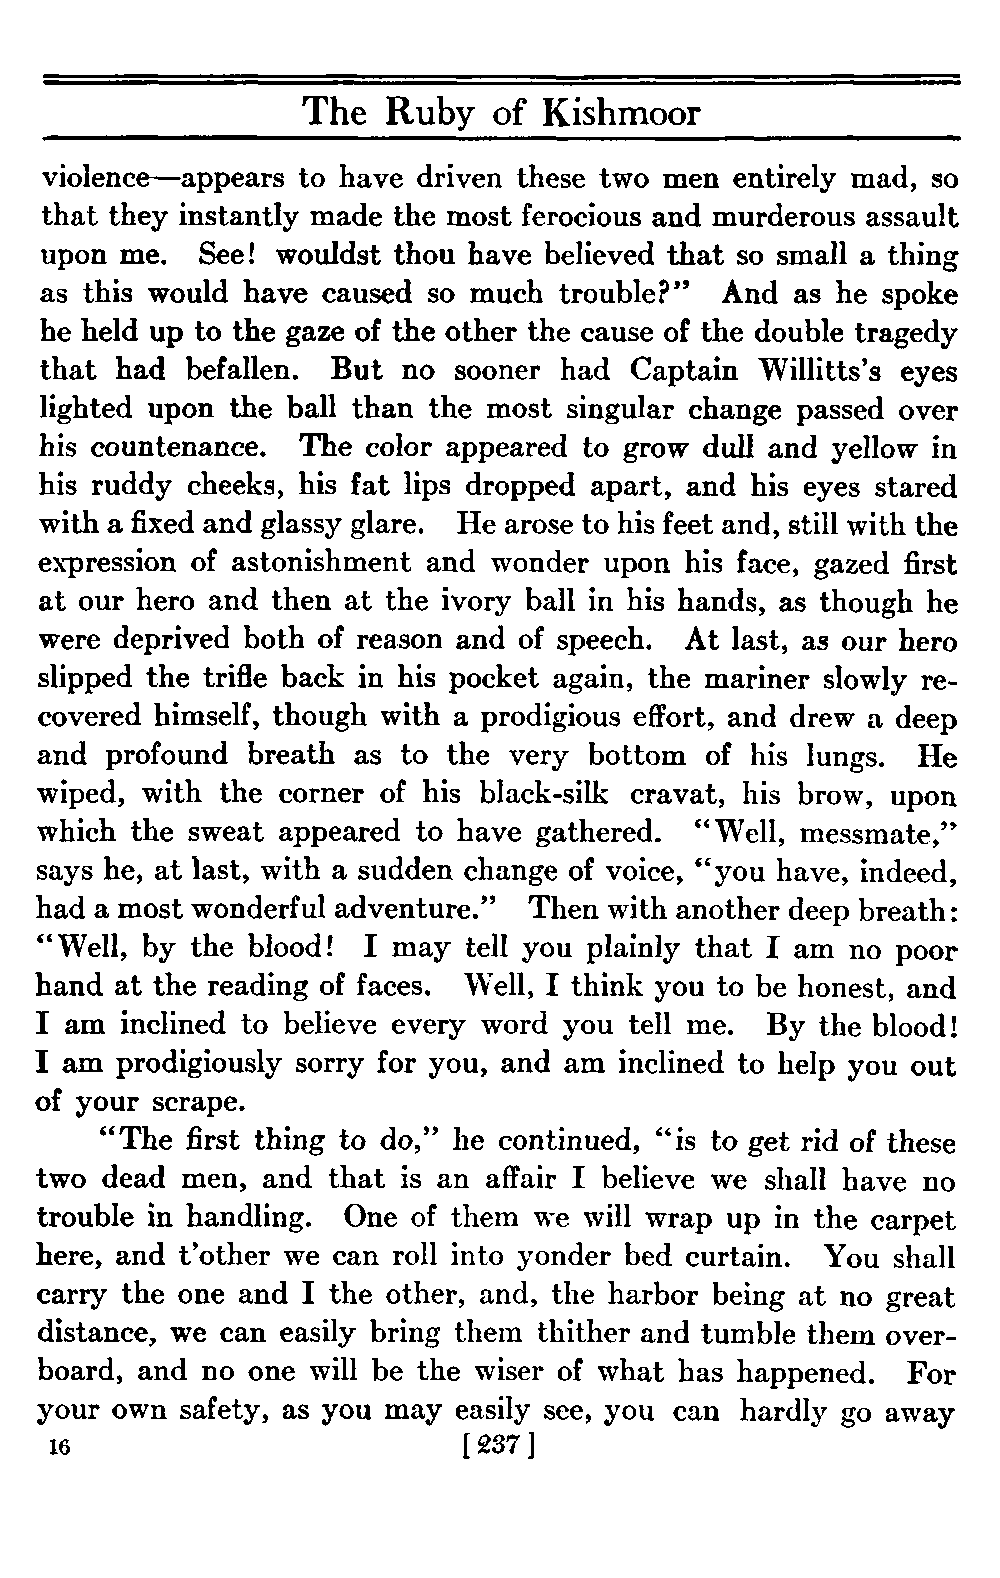 The Ruby of Kishmoor
violence—appears to have driven these two men entirely mad, so
that they instantly made the most ferocious and murderous assault
upon me. See! wouldst thou have believed that so small a thing
as this would have caused so much trouble?” And as he spoke
he held up to the gaze of the other the cause of the double tragedy
that had befallen. But no sooner had Captain Willitts’s eyes
lighted upon the ball than the most singular change passed over
his countenance. The color appeared to grow dull and yellow in
his ruddy cheeks, his fat lips dropped apart, and his eyes stared
with a fixed and glassy glare. He arose to his feet and, still with the
expression of astonishment and wonder upon his face, gazed first
at our hero and then at the ivory ball in his hands, as though he
were deprived both of reason and of speech. At last, as our hero
slipped the trifle back in his pocket again, the mariner slowly re-
covered himself, though with a prodigious effort, and drew a deep
and profound breath as to the very bottom of his lungs. He
wiped, with the corner of his black-silk cravat, his brow, upon
which the sweat appeared to have gathered. “Well, messmate,”
says he, at last, with a sudden change of voice, “you have, indeed,
had a most wonderful adventure.” Then with another deep breath:
“Well, by the blood! I may tell you plainly that I am no poor
hand at the reading of faces. Well, I think you to be honest, and
I am inclined to believe every word you tell me. By the blood!
I am prodigiously sorry for you, and am inclined to help you out
of your scrape.
“The first thing to do,” he continued, “is to get rid of these
two dead men, and that is an affair I believe we shall have no
trouble in handling. One of them we will wrap up in the carpet
here, and t’other we can roll into yonder bed curtain. You shall
carry the one and I the other, and, the harbor being at no great
distance, we can easily bring them thither and tumble them over-
board, and no one will be the wiser of what has happened. For
your own safety, as you may easily see, you can hardly go away
16 [237]